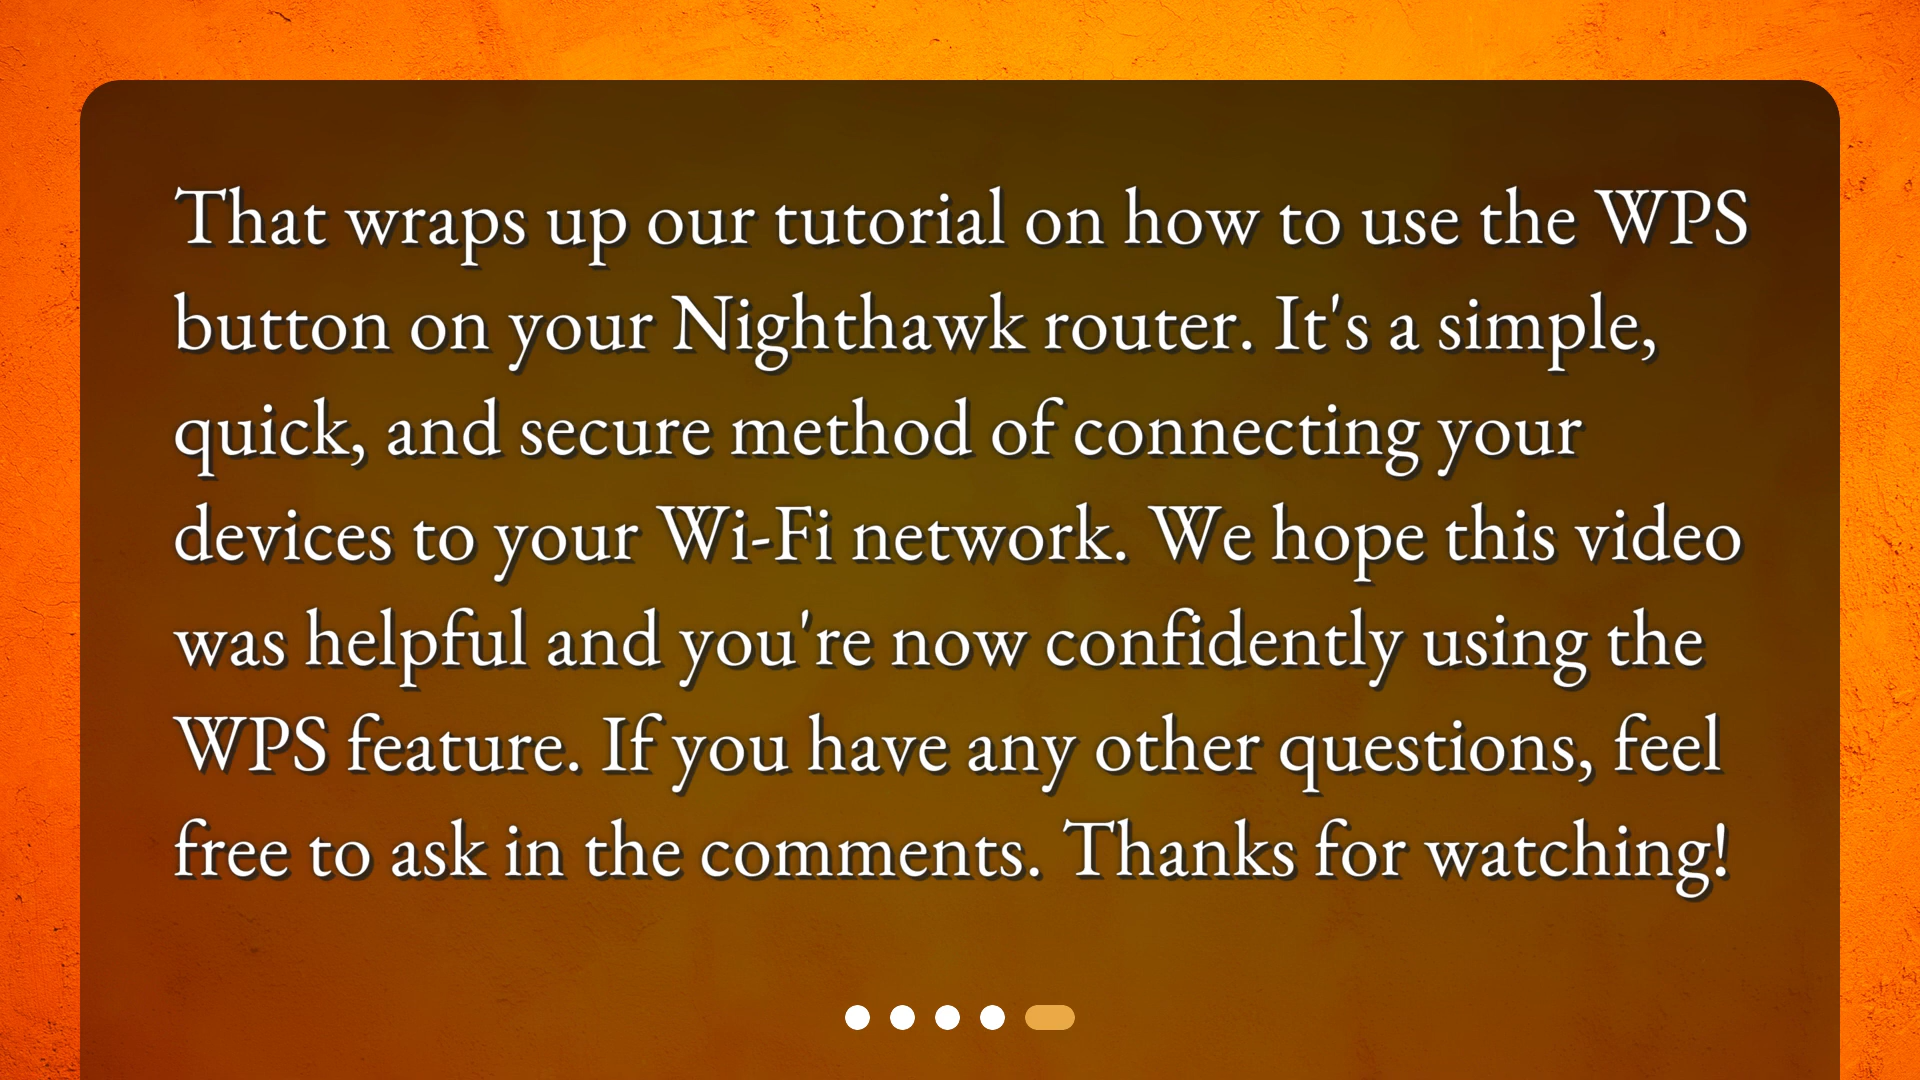 That wraps up our tutorial on how to use the WPS
button on your Nighthawk router. It's a simple,
quick, and secure method of connecting your
devices to your Wi-Fi network. We hope this video
was helpful and you're now confidently using the
WPS feature. If you have any other questions, feel
free to ask in the comments. Thanks for watching!